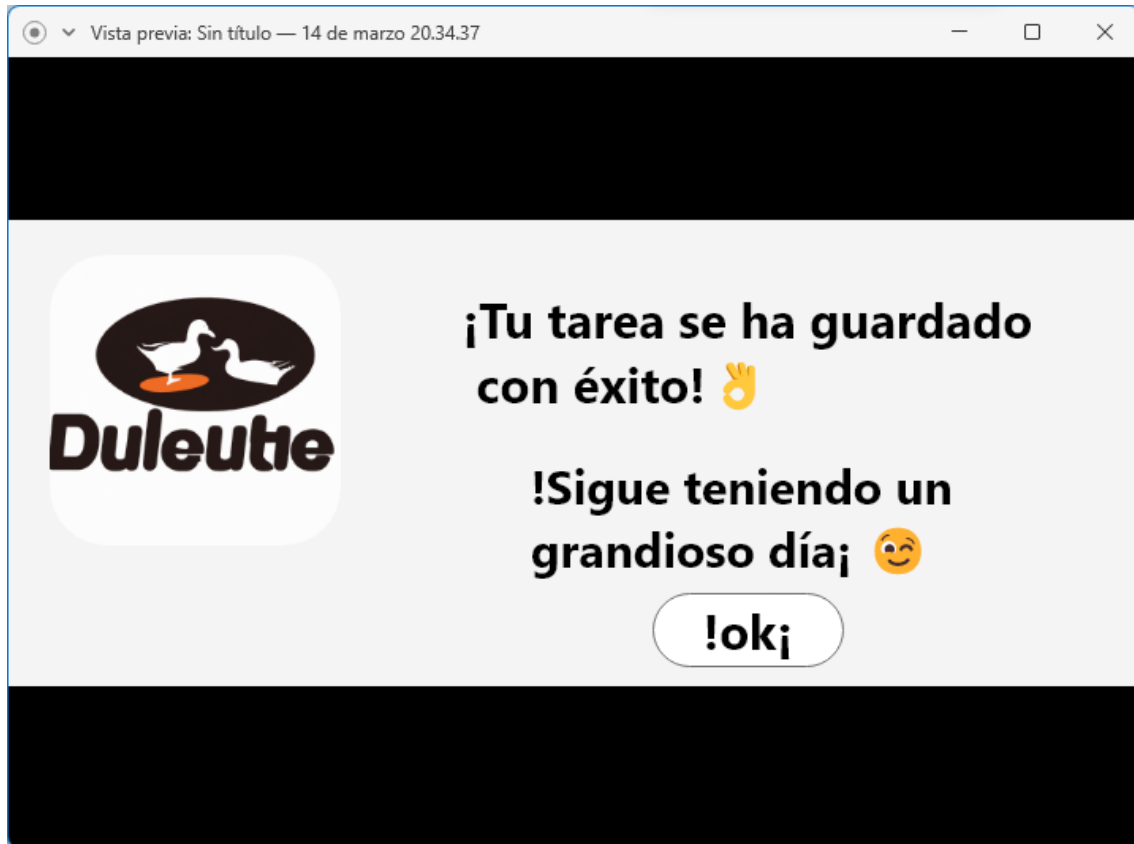 Vista previa: Sin título — 14 de marzo 20.34.37
Duleutie
¡Tu tarea se ha guardado
con éxito! 👌
!Sigue teniendo un
grandioso día¡ 😉
!ok¡